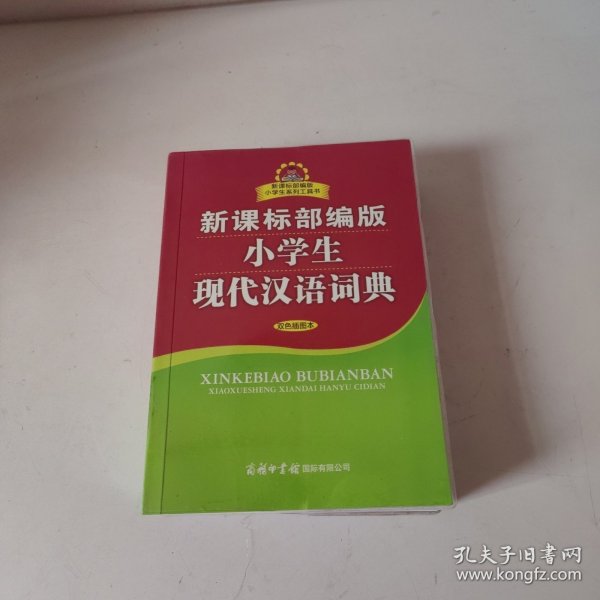 新课标部编版
小学生系列工具书
新课标部编版
小学生
现代汉语词典
双色插图本
XINKEBIAO BUBIANBAN
XIAOXUESHENG XIANDAI HANYU CIDIAN
商务印书馆国际有限公司
孔夫子旧书网
www.kongfz.com